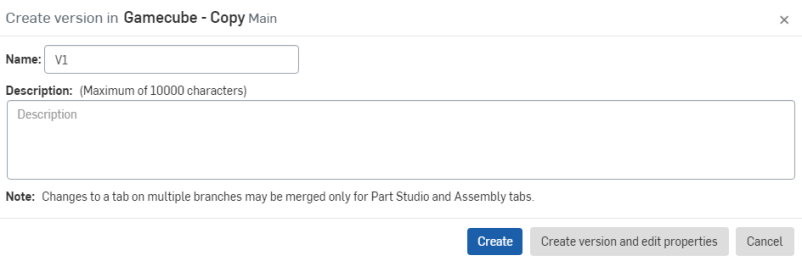 Create version in Gamecube - Copy Main ×
Name: V1
Description: (Maximum of 10000 characters)
Description
Note: Changes to a tab on multiple branches may be merged only for Part Studio and Assembly tabs.
Create Create version and edit properties Cancel